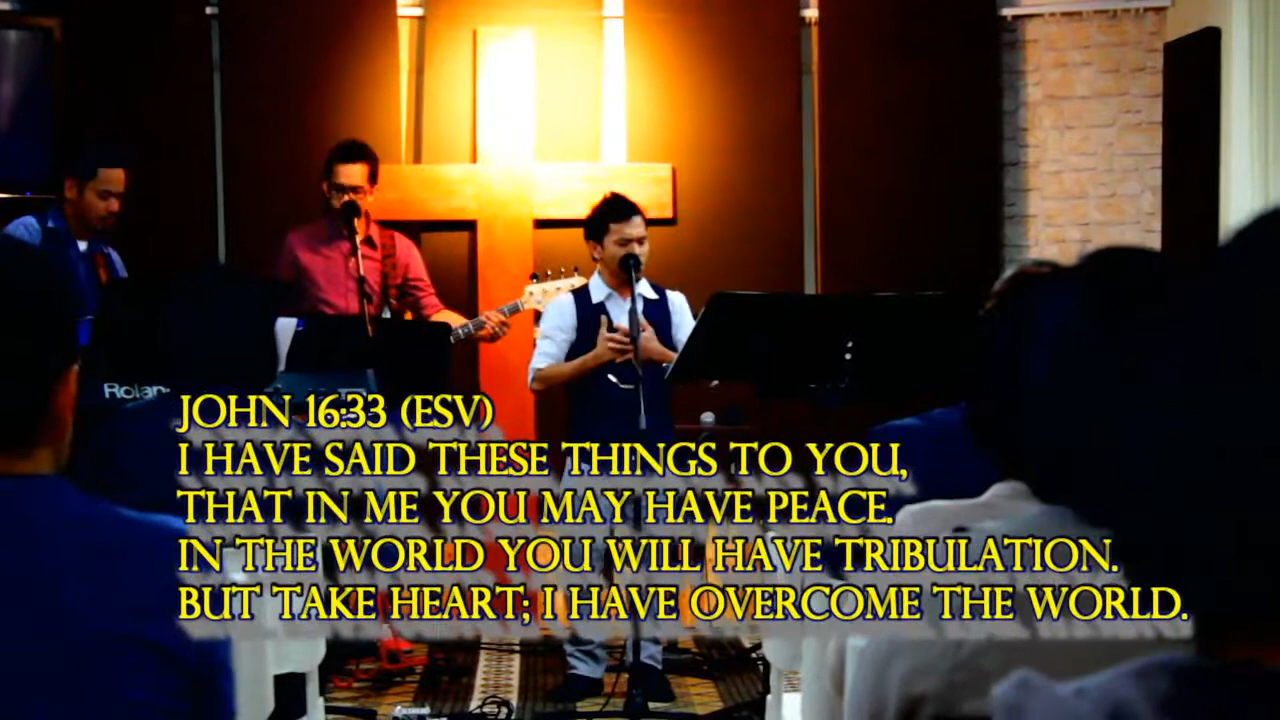 Roland
JOHN 16:33 (ESV)
I HAVE SAID THESE THINGS TO YOU,
THAT IN ME YOU MAY HAVE PEACE.
IN THE WORLD YOU WILL HAVE TRIBULATION.
BUT TAKE HEART; I HAVE OVERCOME THE WORLD.